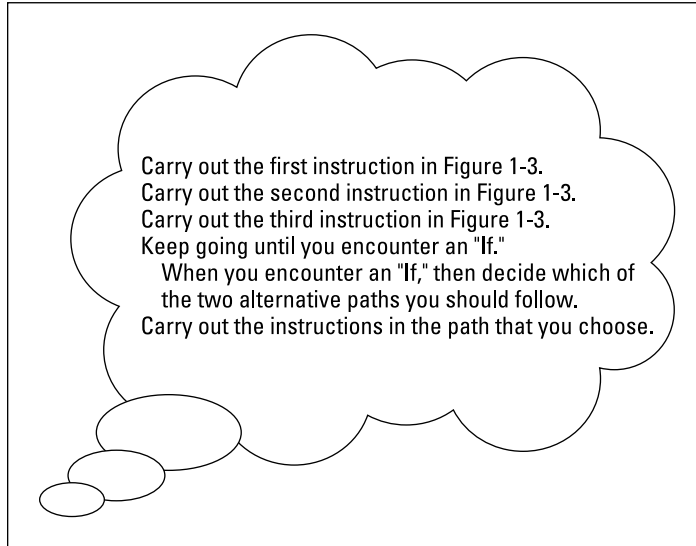 Carry out the first instruction in Figure 1-3.
Carry out the second instruction in Figure 1-3.
Carry out the third instruction in Figure 1-3.
Keep going until you encounter an "If."
When you encounter an "If," then decide which of
the two alternative paths you should follow.
Carry out the instructions in the path that you choose.